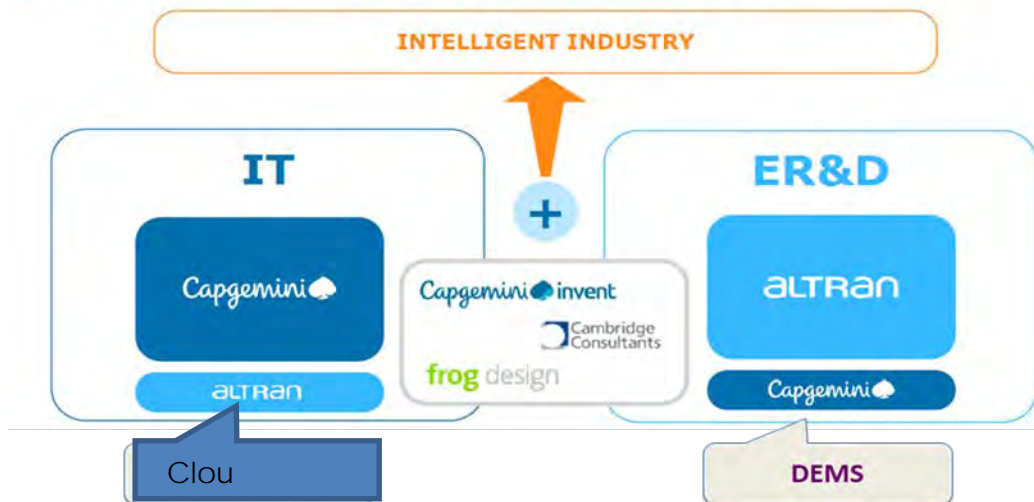 INTELLIGENT INDUSTRY
IT
ER&D
+
Capgemini
Capgemini invent
Cambridge
Consultants
frog design
altran
altran
Capgemini
Clou
DEMS